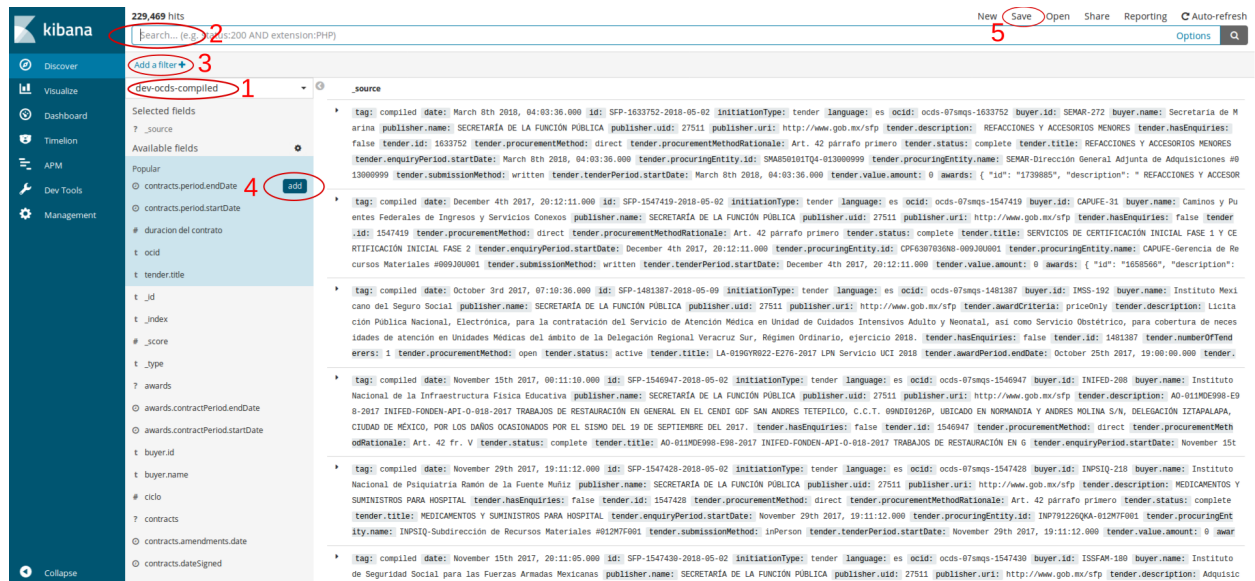 229,469 hits
New Save Open Share Reporting Auto-refresh
kibana
Search... (e.g. status:200 AND extension:PHP)
2
5
Options
Add a filter +
3
Discover
Visualize
Dashboard
Timelion
APM
Dev Tools
Management
Collapse
dev-ocds-compiled
1
Selected fields
? _source
Available fields
Popular
contracts.period.endDate
4
add
contracts.period.startDate
# duracion del contrato
t ocid
t tender.title
t _id
t _index
# _score
t _type
? awards
awards.contractPeriod.endDate
awards.contractPeriod.startDate
t buyer.id
t buyer.name
# ciclo
? contracts
contracts.amendments.date
contracts.dateSigned
_source
tag: compiled date: March 8th 2018, 04:03:36.000 id: SFP-1633752-2018-05-02 initiationType: tender language: es ocid: ocds-07smqs-1633752 buyer.id: SEMAR-272 buyer.name: Secretaría de M
arina publisher.name: SECRETARÍA DE LA FUNCIÓN PÚBLICA publisher.uid: 27511 publisher.uri: http://www.gob.mx/sfp tender.description: REFACCIONES Y ACCESORIOS MENORES tender.hasEnquiries:
false tender.id: 1633752 tender.procurementMethod: direct tender.procurementMethodRationale: Art. 42 párrafo primero tender.status: complete tender.title: REFACCIONES Y ACCESORIOS MENORES
tender.enquiryPeriod.startDate: March 8th 2018, 04:03:36.000 tender.procuringEntity.id: SMA850101TQ4-013000999 tender.procuringEntity.name: SEMAR-Dirección General Adjunta de Adquisiciones #0
13000999 tender.submissionMethod: written tender.tenderPeriod.startDate: March 8th 2018, 04:03:36.000 tender.value.amount: 0 awards: { "id": "1739885", "description": " REFACCIONES Y ACCESOR
tag: compiled date: December 4th 2017, 20:12:11.000 id: SFP-1547419-2018-05-02 initiationType: tender language: es ocid: ocds-07smqs-1547419 buyer.id: CAPUFE-31 buyer.name: Caminos y Pu
entes Federales de Ingresos y Servicios Conexos publisher.name: SECRETARÍA DE LA FUNCIÓN PÚBLICA publisher.uid: 27511 publisher.uri: http://www.gob.mx/sfp tender.hasEnquiries: false tender
.id: 1547419 tender.procurementMethod: direct tender.procurementMethodRationale: Art. 42 párrafo primero tender.status: complete tender.title: SERVICIOS DE CERTIFICACIÓN INICIAL FASE 1 Y CE
RTIFICACIÓN INICIAL FASE 2 tender.enquiryPeriod.startDate: December 4th 2017, 20:12:11.000 tender.procuringEntity.id: CPF6307036N8-009J0U001 tender.procuringEntity.name: CAPUFE-Gerencia de Re
cursos Materiales #009J0U001 tender.submissionMethod: written tender.tenderPeriod.startDate: December 4th 2017, 20:12:11.000 tender.value.amount: 0 awards: { "id": "1658566", "description":
tag: compiled date: October 3rd 2017, 07:10:36.000 id: SFP-1481387-2018-05-09 initiationType: tender language: es ocid: ocds-07smqs-1481387 buyer.id: IMSS-192 buyer.name: Instituto Mexi
cano del Seguro Social publisher.name: SECRETARÍA DE LA FUNCIÓN PÚBLICA publisher.uid: 27511 publisher.uri: http://www.gob.mx/sfp tender.awardCriteria: priceOnly tender.description: Licita
ción Pública Nacional, Electrónica, para la contratación del Servicio de Atención Médica en Unidad de Cuidados Intensivos Adulto y Neonatal, así como Servicio Obstétrico, para cobertura de neces
idades de atención en Unidades Médicas del ámbito de la Delegación Regional Veracruz Sur, Régimen Ordinario, ejercicio 2018. tender.hasEnquiries: false tender.id: 1481387 tender.numberOfTend
erers: 1 tender.procurementMethod: open tender.status: active tender.title: LA-019GYR022-E276-2017 LPN Servicio UCI 2018 tender.awardPeriod.endDate: October 25th 2017, 19:00:00.000 tender.
tag: compiled date: November 15th 2017, 00:11:10.000 id: SFP-1546947-2018-05-02 initiationType: tender language: es ocid: ocds-07smqs-1546947 buyer.id: INIFED-208 buyer.name: Instituto
Nacional de la Infraestructura Física Educativa publisher.name: SECRETARÍA DE LA FUNCIÓN PÚBLICA publisher.uid: 27511 publisher.uri: http://www.gob.mx/sfp tender.description: AO-011MDE998-E9
8-2017 INIFED-FONDEN-API-O-018-2017 TRABAJOS DE RESTAURACIÓN EN GENERAL EN EL CENDI GDF SAN ANDRES TETEPILCO, C.C.T. 09NDI0126P, UBICADO EN NORMANDIA Y ANDRES MOLINA S/N, DELEGACIÓN IZTAPALAPA,
CIUDAD DE MÉXICO, POR LOS DAÑOS OCASIONADOS POR EL SISMO DEL 19 DE SEPTIEMBRE DEL 2017. tender.hasEnquiries: false tender.id: 1546947 tender.procurementMethod: direct tender.procurementMeth
odRationale: Art. 42 fr. V tender.status: complete tender.title: AO-011MDE998-E98-2017 INIFED-FONDEN-API-O-018-2017 TRABAJOS DE RESTAURACIÓN EN G tender.enquiryPeriod.startDate: November 15t
tag: compiled date: November 29th 2017, 19:11:12.000 id: SFP-1547428-2018-05-02 initiationType: tender language: es ocid: ocds-07smqs-1547428 buyer.id: INPSIQ-218 buyer.name: Instituto
Nacional de Psiquiatría Ramón de la Fuente Muñiz publisher.name: SECRETARÍA DE LA FUNCIÓN PÚBLICA publisher.uid: 27511 publisher.uri: http://www.gob.mx/sfp tender.description: MEDICAMENTOS Y
SUMINISTROS PARA HOSPITAL tender.hasEnquiries: false tender.id: 1547428 tender.procurementMethod: direct tender.procurementMethodRationale: Art. 42 párrafo primero tender.status: complete
tender.title: MEDICAMENTOS Y SUMINISTROS PARA HOSPITAL tender.enquiryPeriod.startDate: November 29th 2017, 19:11:12.000 tender.procuringEntity.id: INP791226QKA-012M7F001 tender.procuringEnt
ity.name: INPSIQ-Subdirección de Recursos Materiales #012M7F001 tender.submissionMethod: inPerson tender.tenderPeriod.startDate: November 29th 2017, 19:11:12.000 tender.value.amount: 0 awar
tag: compiled date: November 15th 2017, 20:11:05.000 id: SFP-1547430-2018-05-02 initiationType: tender language: es ocid: ocds-07smqs-1547430 buyer.id: ISSFAM-180 buyer.name: Instituto
de Seguridad Social para las Fuerzas Armadas Mexicanas publisher.name: SECRETARÍA DE LA FUNCIÓN PÚBLICA publisher.uid: 27511 publisher.uri: http://www.gob.mx/sfp tender.description: Adquisic